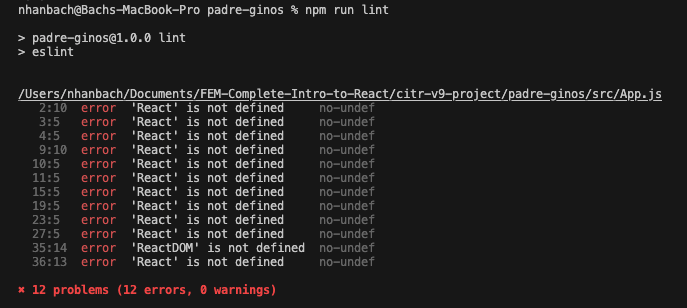 nhanbach@Bachs-MacBook-Pro padre-ginos % npm run lint
> padre-ginos@1.0.0 lint
> eslint
/Users/nhanbach/Documents/FEM-Complete-Intro-to-React/citr-v9-project/padre-ginos/src/App.js
2:10 error 'React' is not defined no-undef
3:5 error 'React' is not defined no-undef
4:5 error 'React' is not defined no-undef
9:10 error 'React' is not defined no-undef
10:5 error 'React' is not defined no-undef
11:5 error 'React' is not defined no-undef
15:5 error 'React' is not defined no-undef
19:5 error 'React' is not defined no-undef
23:5 error 'React' is not defined no-undef
27:5 error 'React' is not defined no-undef
35:14 error 'ReactDOM' is not defined no-undef
36:13 error 'React' is not defined no-undef
✖ 12 problems (12 errors, 0 warnings)